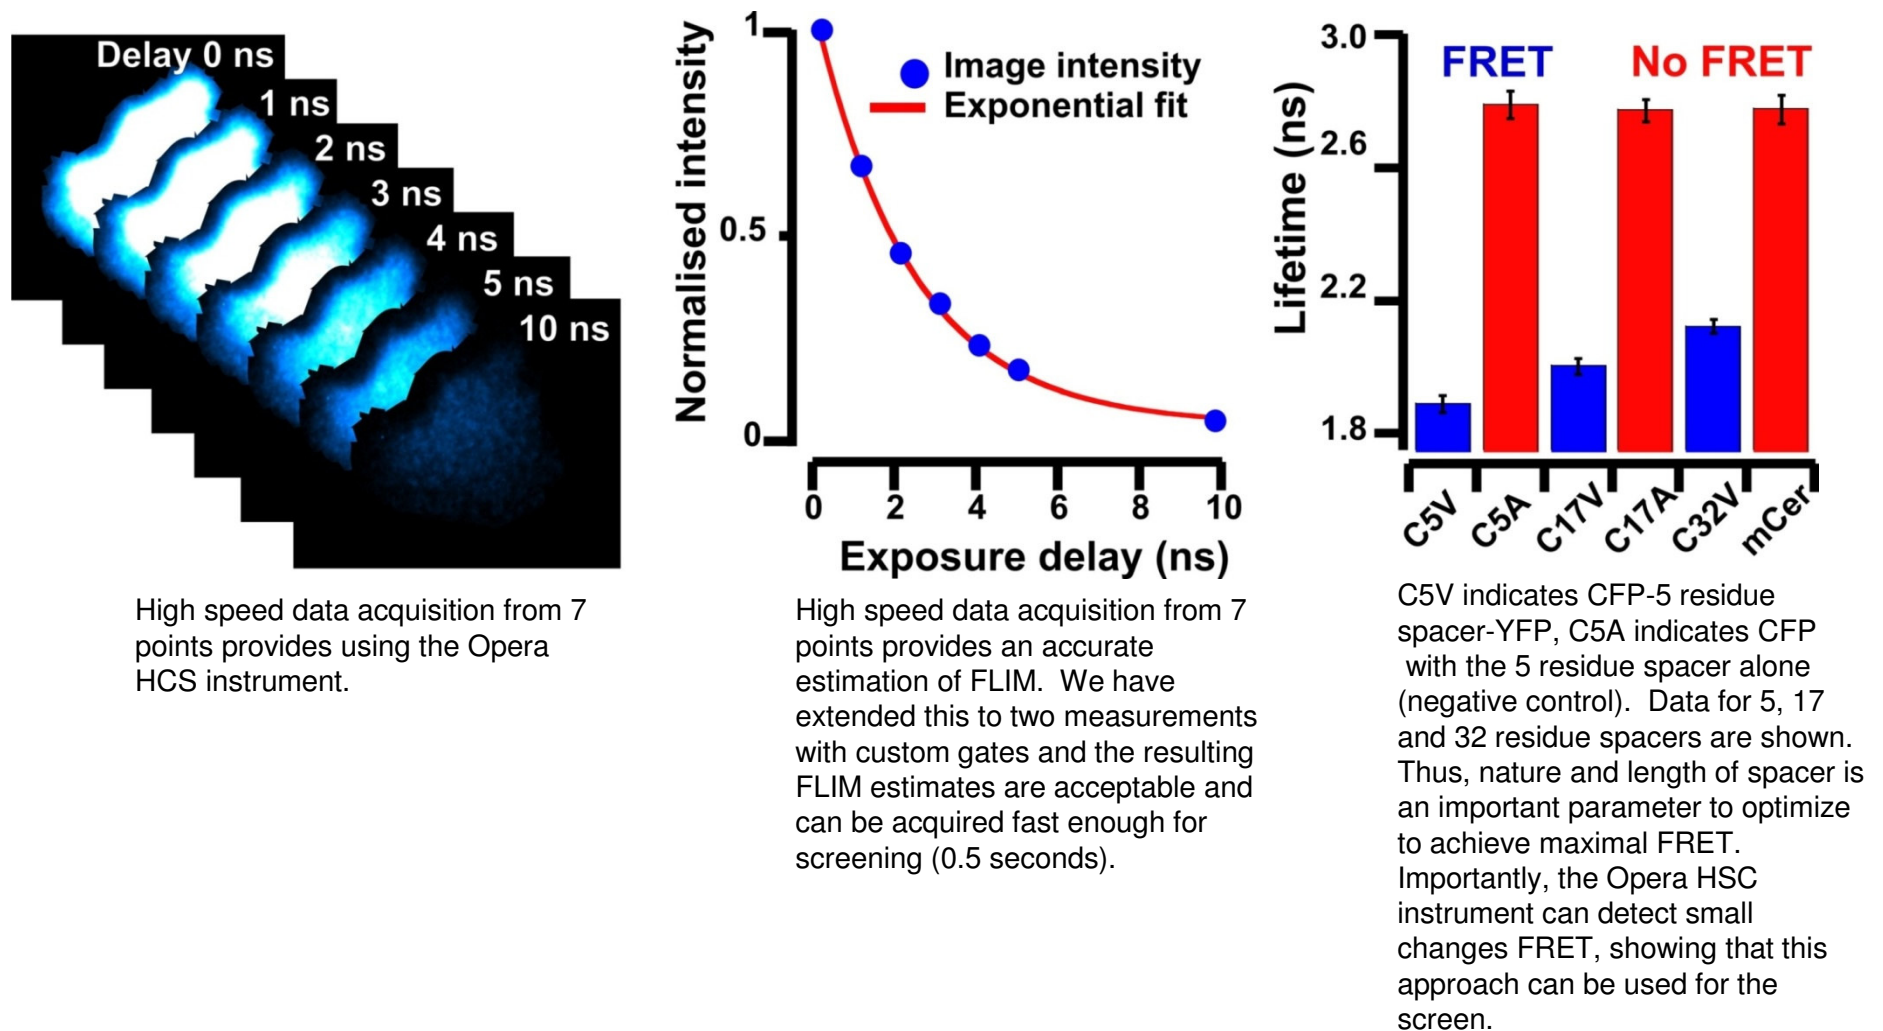 Delay 0 ns
1 ns
2 ns
3 ns
4 ns
5 ns
10 ns
High speed data acquisition from 7
points provides using the Opera
HCS instrument.
Normalised intensity
1
0.5
0
Image intensity
Exponential fit
0 2 4 6 8 10
Exposure delay (ns)
High speed data acquisition from 7
points provides an accurate
estimation of FLIM. We have
extended this to two measurements
with custom gates and the resulting
FLIM estimates are acceptable and
can be acquired fast enough for
screening (0.5 seconds).
Lifetime (ns)
3.0
2.6
2.2
1.8
FRET No FRET
C5V C5A C17V C17A C32V mCer
C5V indicates CFP-5 residue
spacer-YFP, C5A indicates CFP
with the 5 residue spacer alone
(negative control). Data for 5, 17
and 32 residue spacers are shown.
Thus, nature and length of spacer is
an important parameter to optimize
to achieve maximal FRET.
Importantly, the Opera HSC
instrument can detect small
changes FRET, showing that this
approach can be used for the
screen.